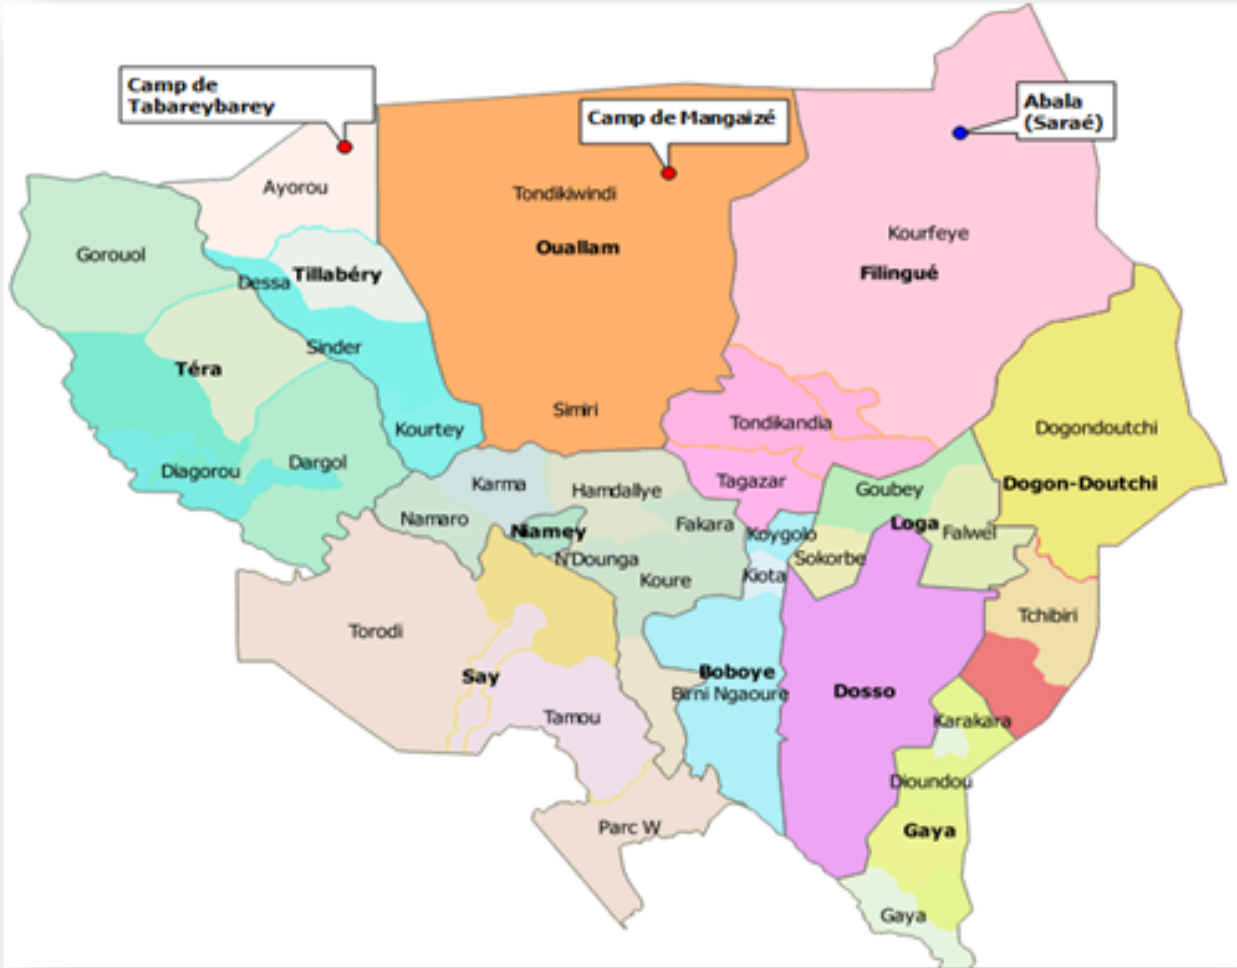 Camp de
Tabareybarey
Camp de Mangaizé
Abala
(Saraé)
Ayorou
Tondikiwindi
Kourfeye
Gorouol
Ouallam
Filingué
Dessa
Tillabéry
Sinder
Téra
Simiri
Tondikandia
Dogondoutchi
Kourtey
Diagorou
Dargol
Karma
Hamdallye
Tagazar
Goubey
Dogon-Doutchi
Namaro
Niamey
Fakara
Koygolo
Loga
Falwel
N'Dounga
Sokorbe
Koure
Kiota
Tchibiri
Torodi
Say
Boboye
Birni Ngaoure
Dosso
Tamou
Karakara
Dioundou
Parc W
Gaya
Gaya